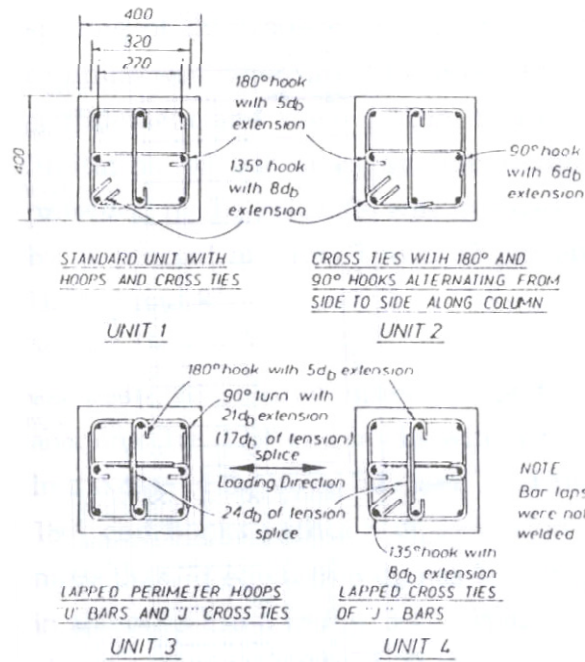 400
320
270
400
180° hook
with 5db
extension
135° hook
with 8db
extension
90° hook
with 6db
extension
STANDARD UNIT WITH
HOOPS AND CROSS TIES
UNIT 1
CROSS TIES WITH 180° AND
90° HOOKS ALTERNATING FROM
SIDE TO SIDE ALONG COLUMN
UNIT 2
180° hook with 5db extension
90° turn with
21db extension
(17db of tension)
splice
Loading Direction
24db of tension
splice
NOTE
Bar laps
were not
welded
135° hook with
8db extension
LAPPED PERIMETER HOOPS
"U" BARS AND "J" CROSS TIES
UNIT 3
LAPPED CROSS TIES
OF "J" BARS
UNIT 4